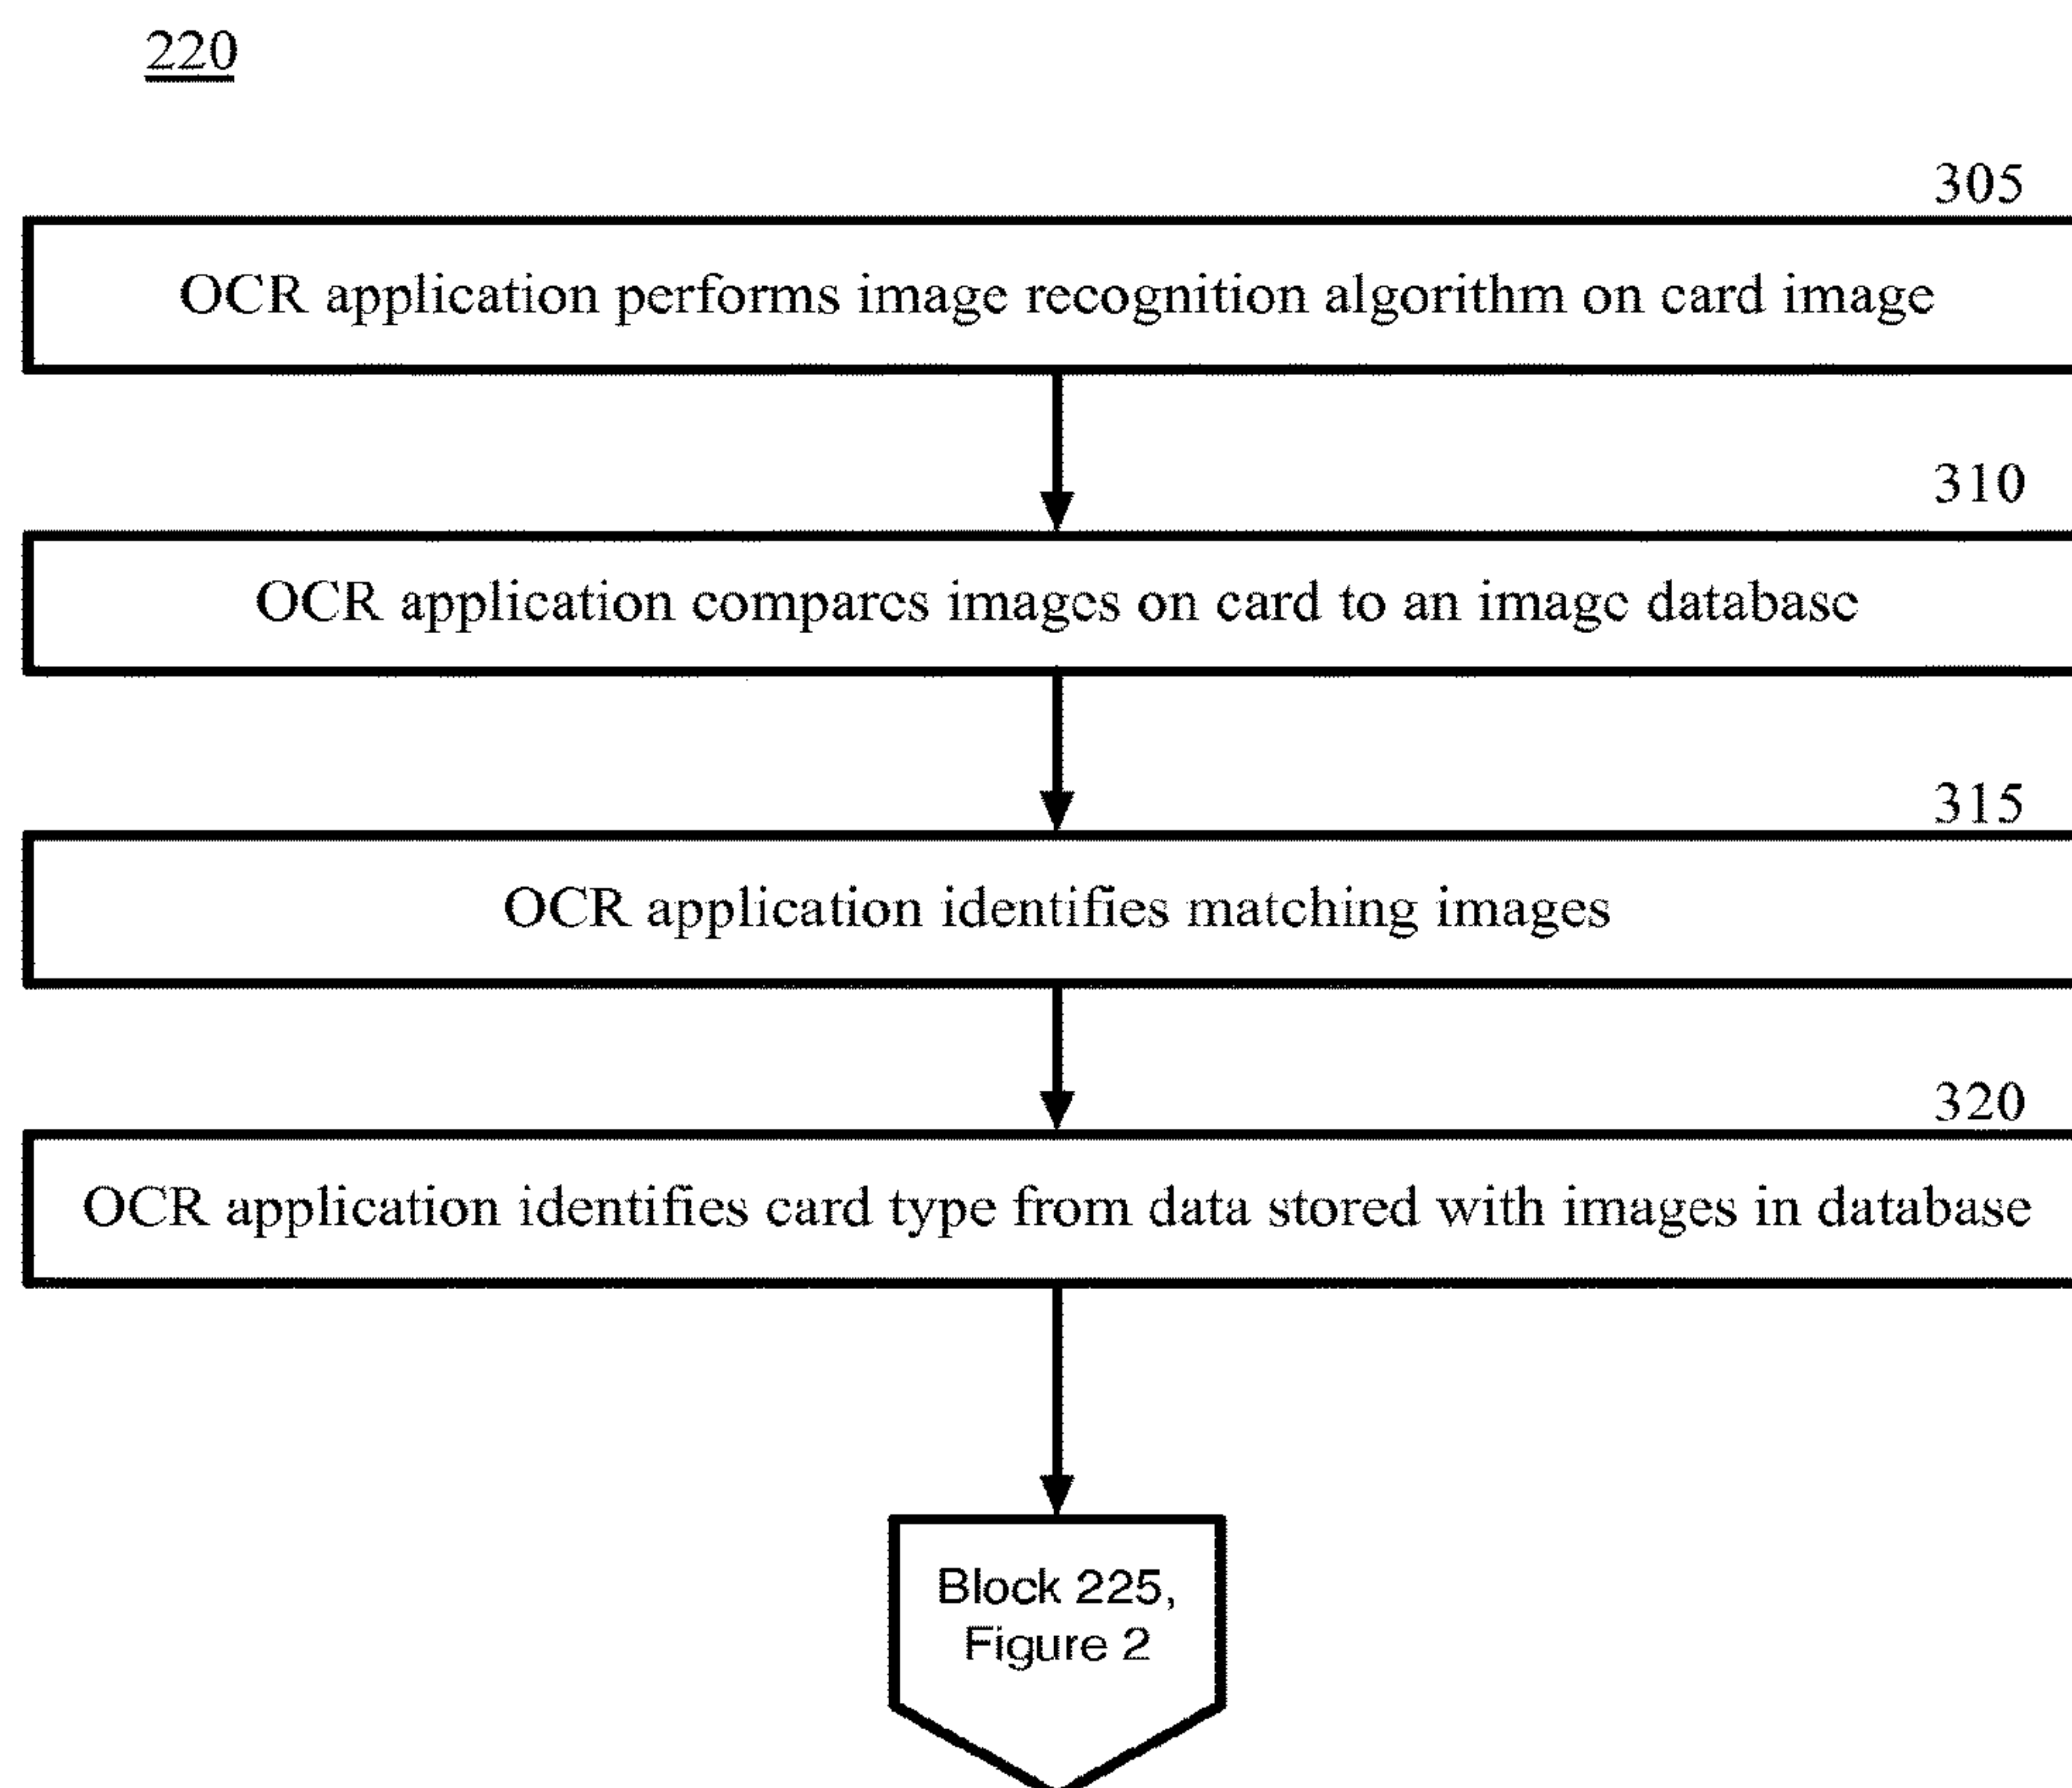 220
305
OCR application performs image recognition algorithm on card image
310
OCR application compares images on card to an image database
315
OCR application identifies matching images
320
OCR application identifies card type from data stored with images in database
Block 225,
Figure 2